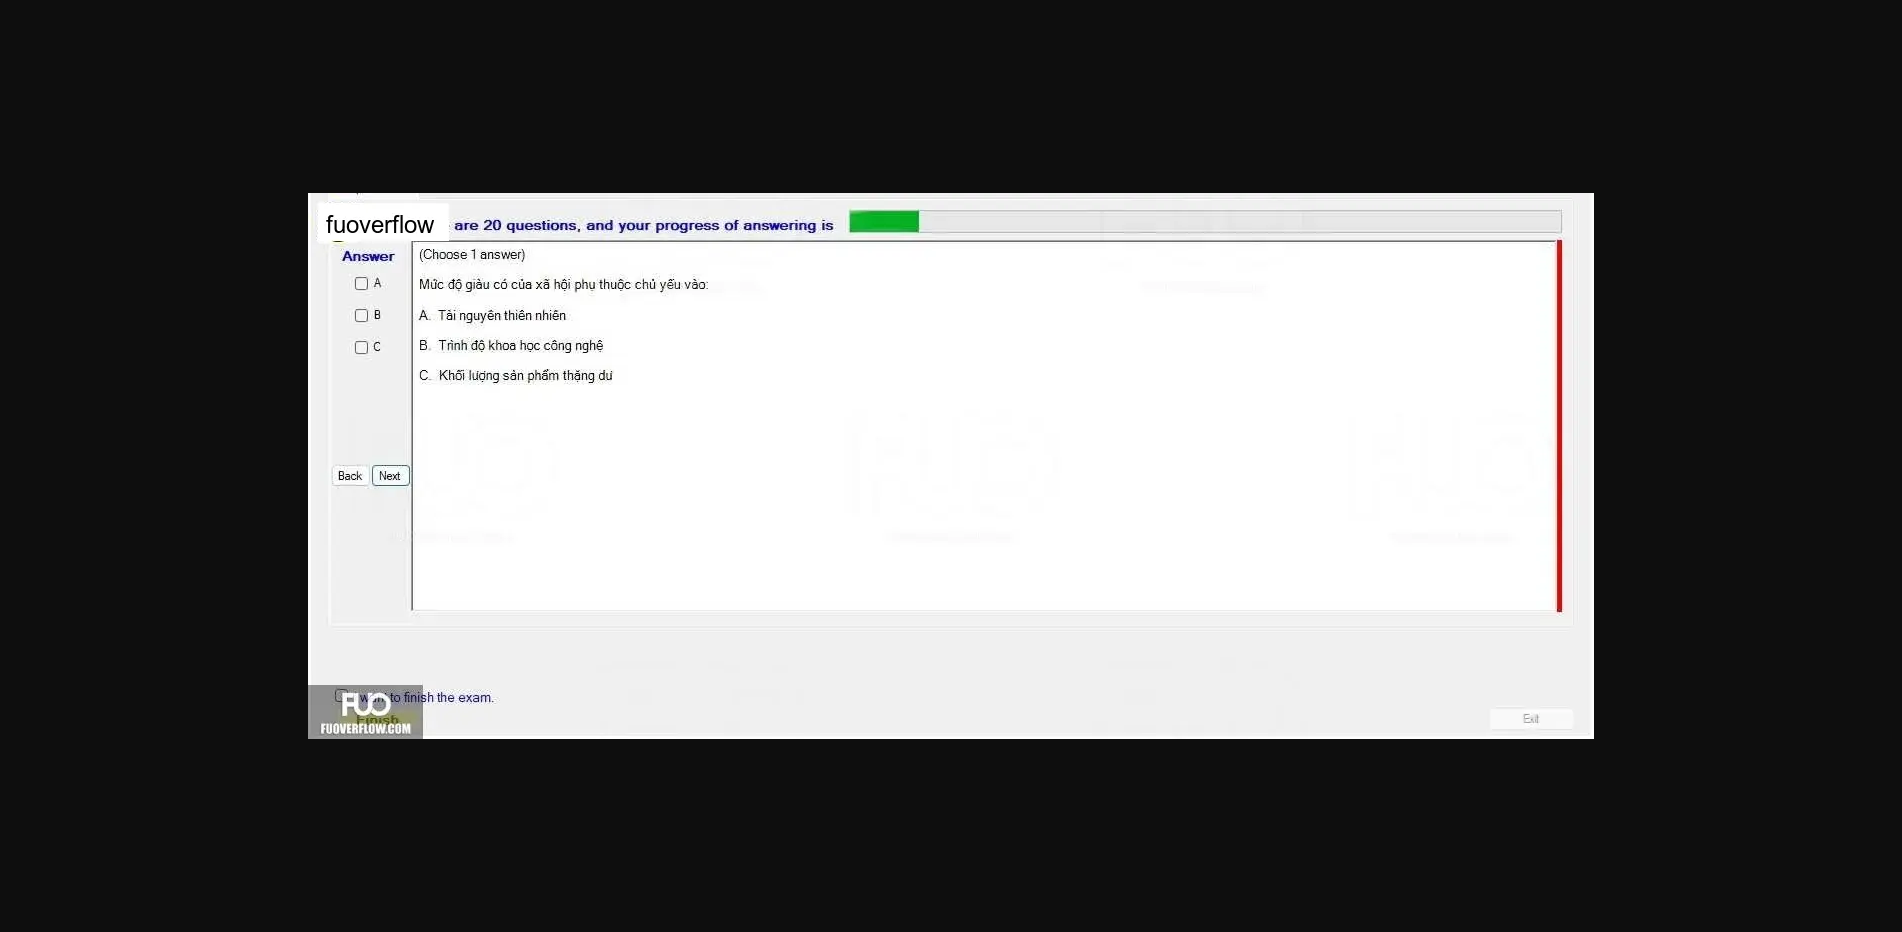 fuoverflow are 20 questions, and your progress of answering is
Answer
(Choose 1 answer)
A
Mức độ giàu có của xã hội phụ thuộc chủ yếu vào:
B
A. Tài nguyên thiên nhiên
C
B. Trình độ khoa học công nghệ
C. Khối lượng sản phẩm thặng dư
Back Next
want to finish the exam.
Finish
FUO
FUOVERFLOW.COM
Exit